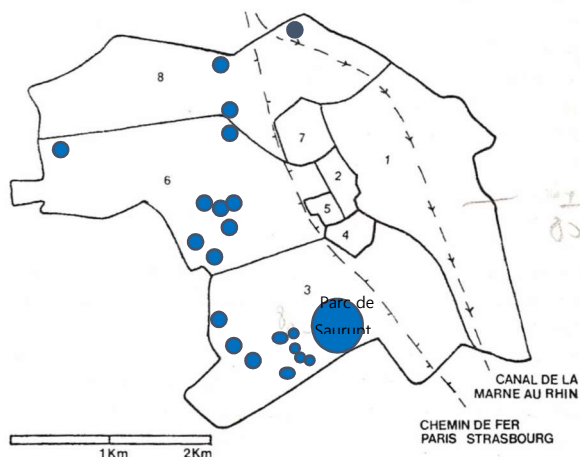 8
7
1
2
6
5
4
3
Parc de
Saurupt
CANAL DE LA
MARNE AU RHIN
CHEMIN DE FER
PARIS STRASBOURG
1Km
2Km